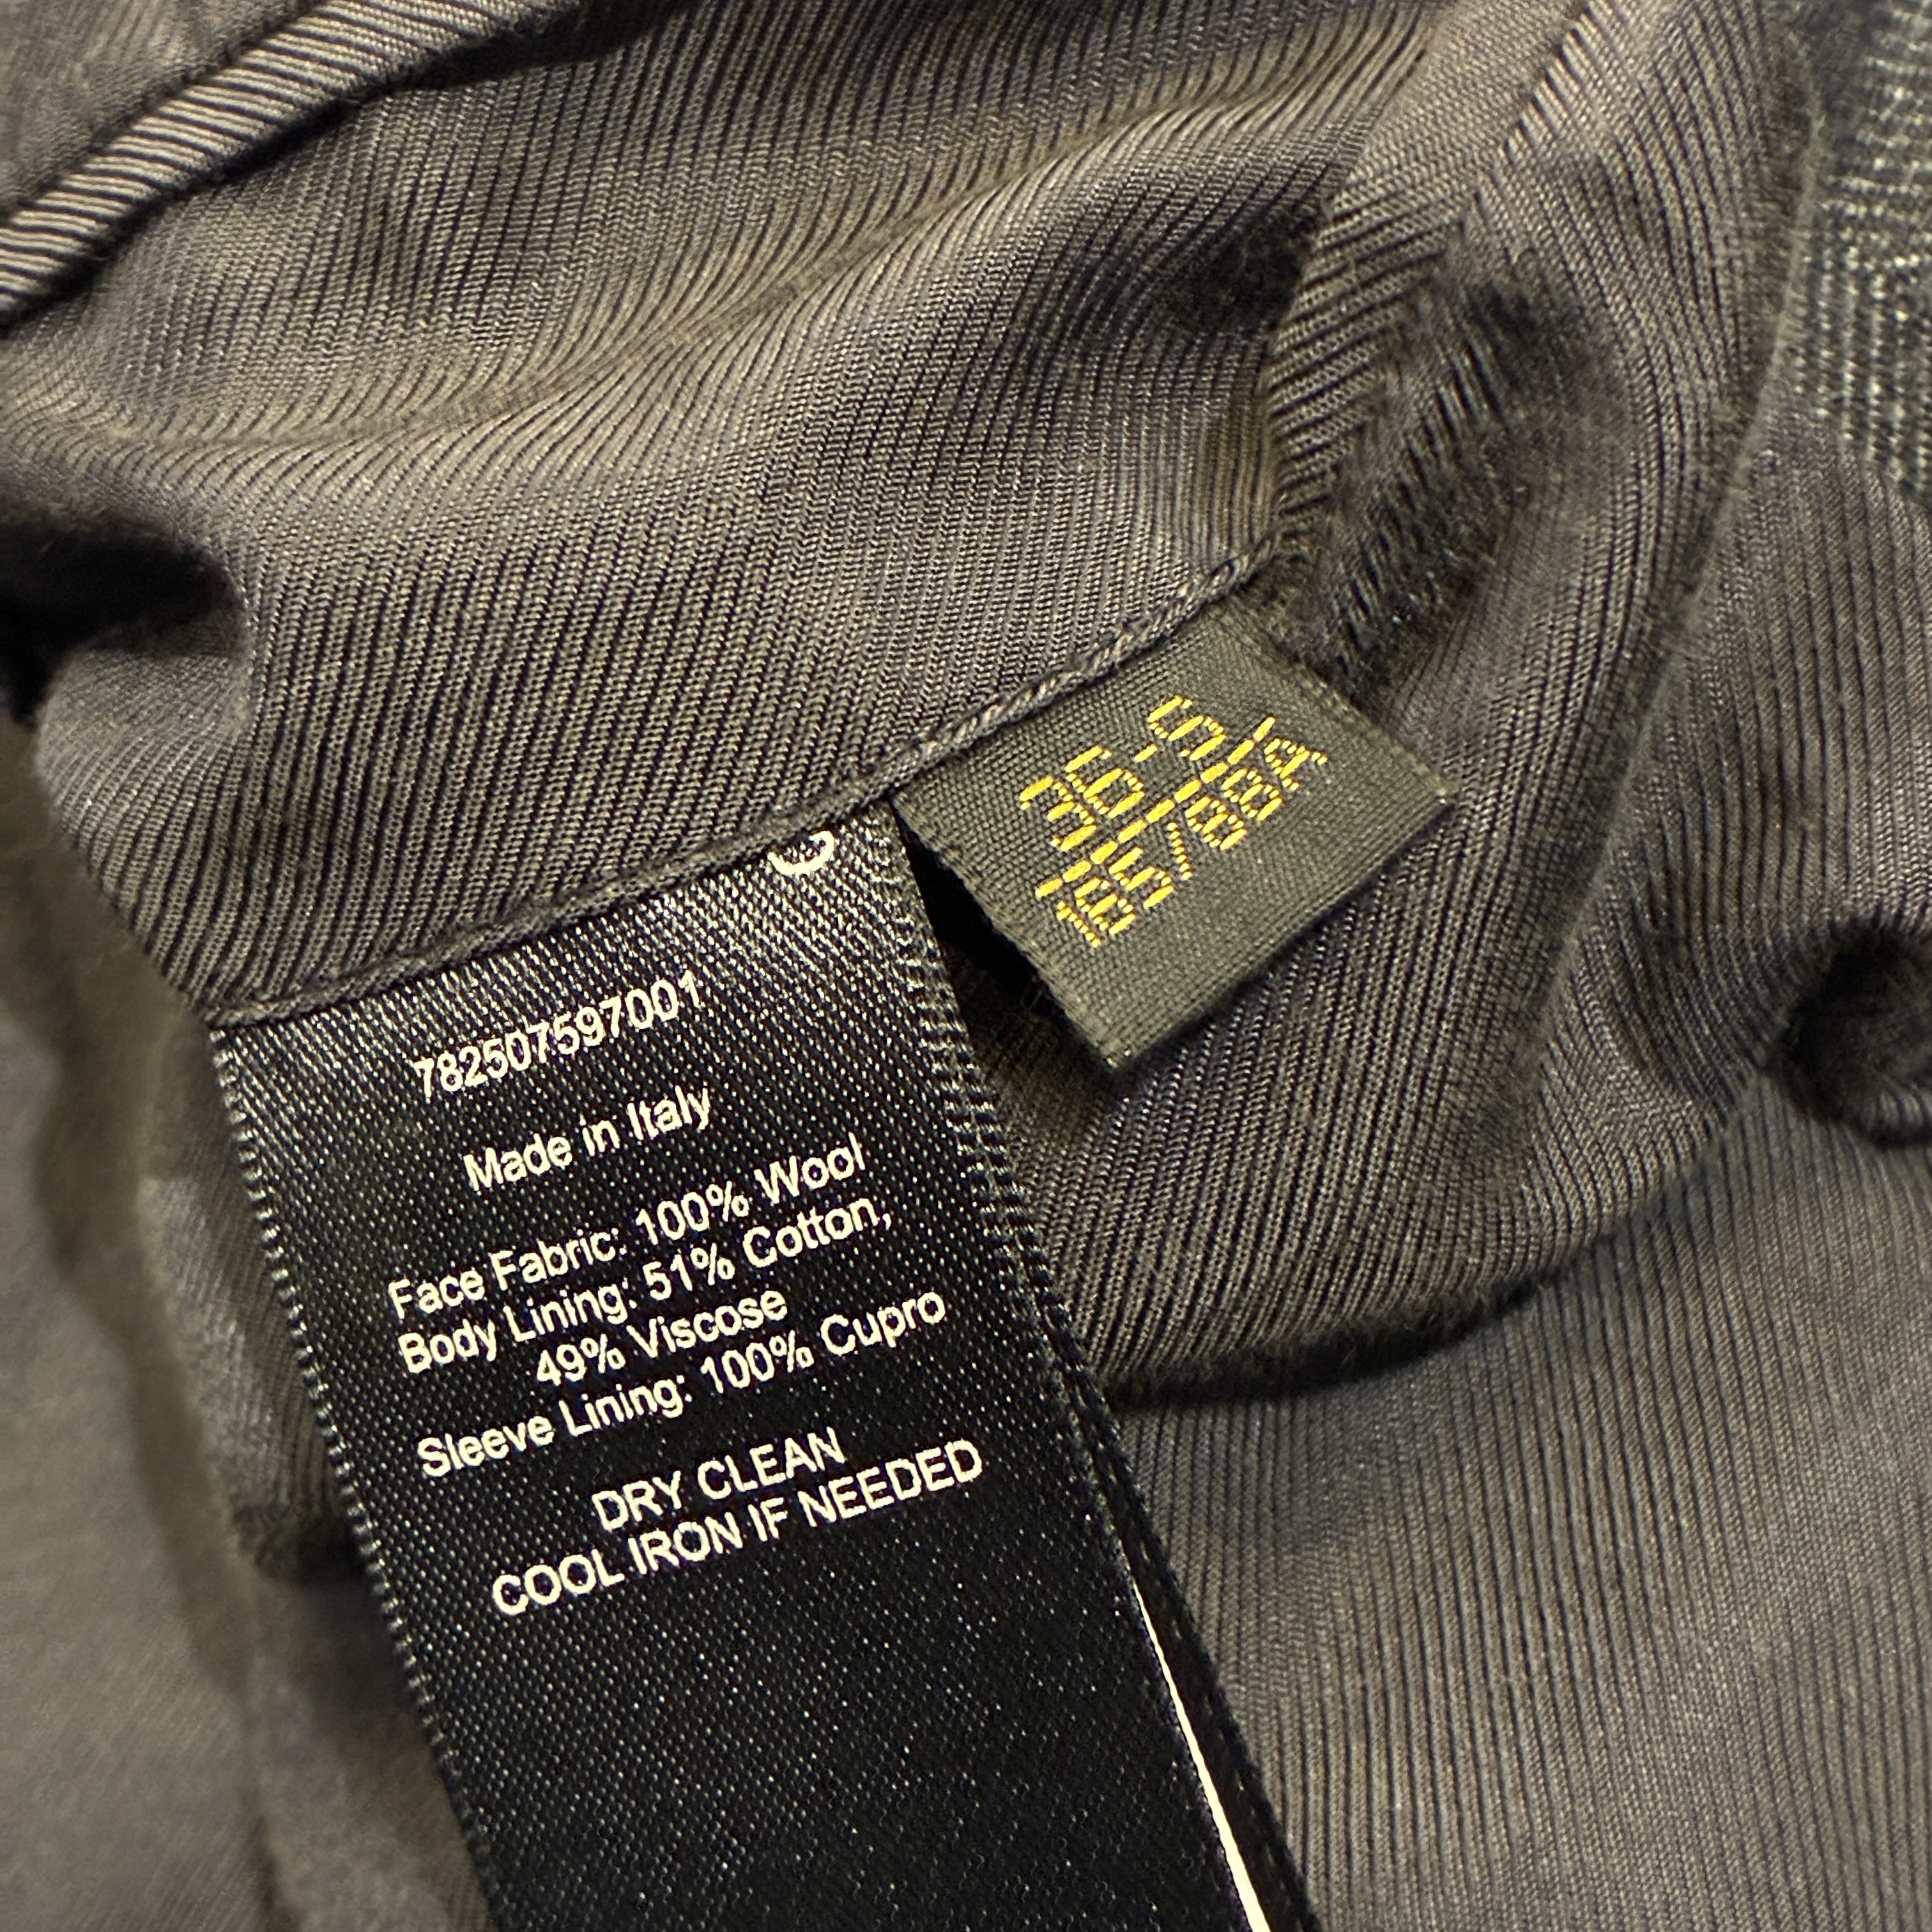 36-S
165/88A
782507597001
Made in Italy
Face Fabric: 100% Wool
Body Lining: 51% Cotton,
49% Viscose
Sleeve Lining: 100% Cupro
DRY CLEAN
COOL IRON IF NEEDED